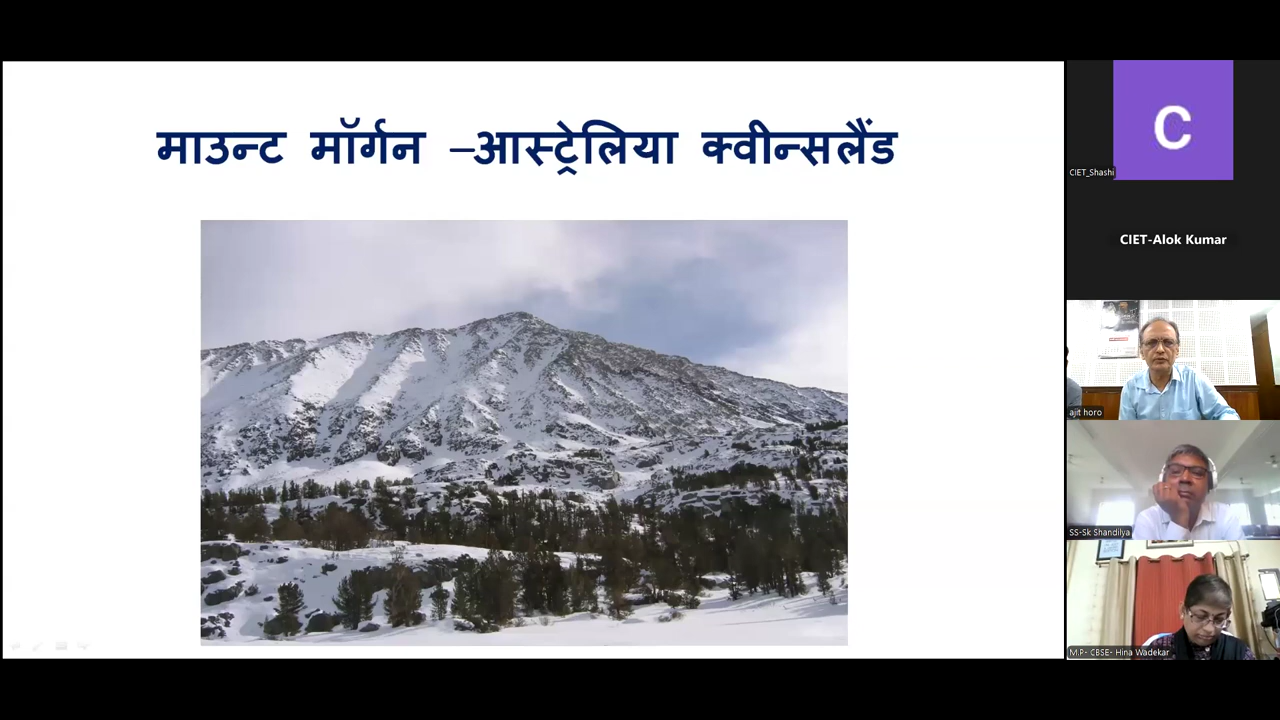 माउन्ट मॉर्गन –आस्ट्रेलिया क्वीन्सलैंड
C
CIET_Shashi
CIET-Alok Kumar
ajit horo
SS-Sk Shandilya
M.P- CBSE- Hina Wadekar